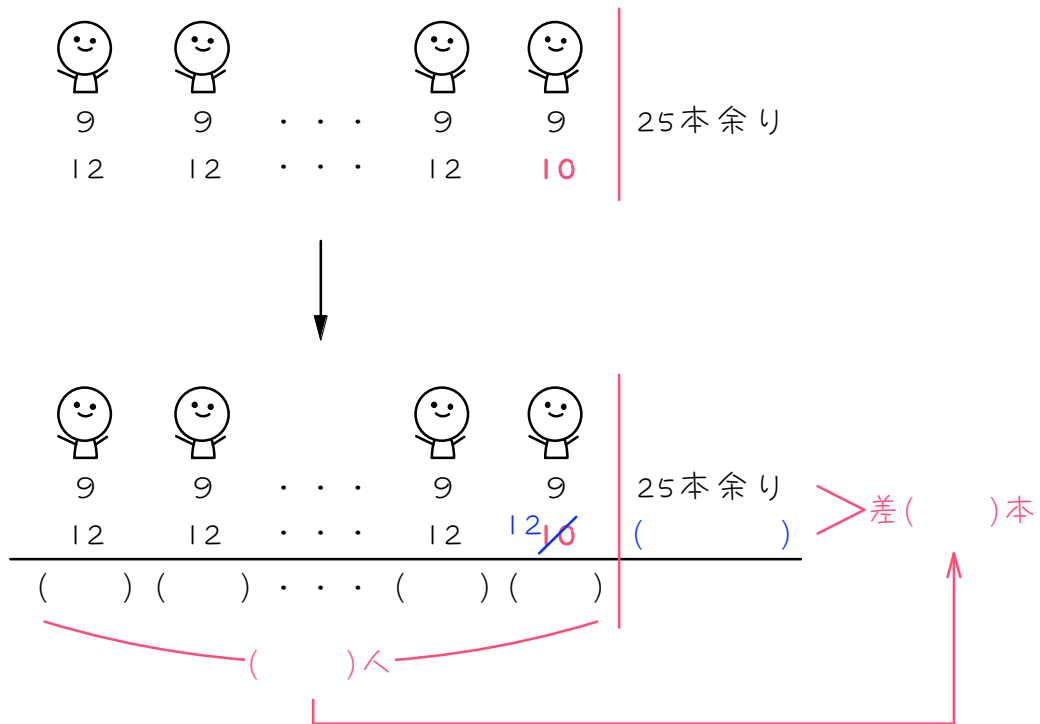 9 9 ・・・ 9 9 25本余り
12 12 ・・・ 12 10
9 9 ・・・ 9 9 25本余り
12 12 ・・・ 12 12 10 ( )
差( )本
( ) ( ) ・・・ ( ) ( )
( )人